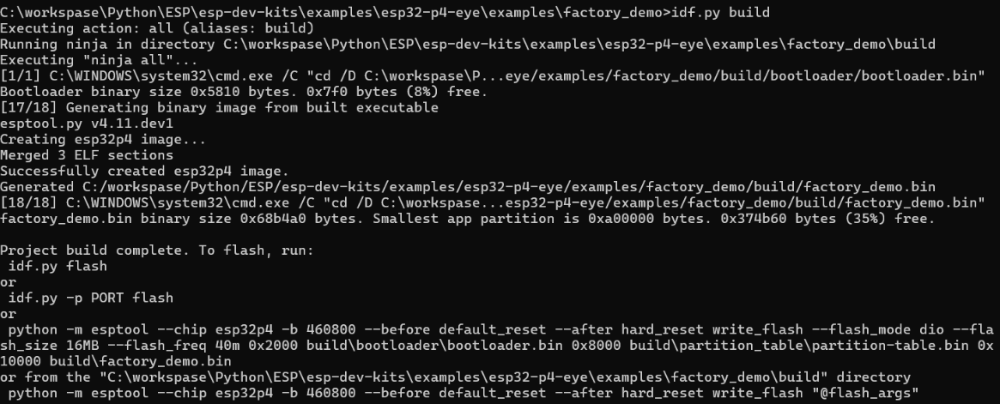 C:\workspase\Python\ESP\esp-dev-kits\examples\esp32-p4-eye\examples\factory_demo>idf.py build
Executing action: all (aliases: build)
Running ninja in directory C:\workspase\Python\ESP\esp-dev-kits\examples\esp32-p4-eye\examples\factory_demo\build
Executing "ninja all"...
[1/1] C:\WINDOWS\system32\cmd.exe /C "cd /D C:\workspase\P...eye/examples/factory_demo/build/bootloader/bootloader.bin"
Bootloader binary size 0x5810 bytes. 0x7f0 bytes (8%) free.
[17/18] Generating binary image from built executable
esptool.py v4.11.dev1
Creating esp32p4 image...
Merged 3 ELF sections
Successfully created esp32p4 image.
Generated C:/workspase/Python/ESP/esp-dev-kits/examples/esp32-p4-eye/examples/factory_demo/build/factory_demo.bin
[18/18] C:\WINDOWS\system32\cmd.exe /C "cd /D C:\workspase...esp32-p4-eye/examples/factory_demo/build/factory_demo.bin"
factory_demo.bin binary size 0x68b4a0 bytes. Smallest app partition is 0xa00000 bytes. 0x374b60 bytes (35%) free.

Project build complete. To flash, run:
 idf.py flash
or
 idf.py -p PORT flash
or
 python -m esptool --chip esp32p4 -b 460800 --before default_reset --after hard_reset write_flash --flash_mode dio --fla
sh_size 16MB --flash_freq 40m 0x2000 build\bootloader\bootloader.bin 0x8000 build\partition_table\partition-table.bin 0x
10000 build\factory_demo.bin
or from the "C:\workspase\Python\ESP\esp-dev-kits\examples\esp32-p4-eye\examples\factory_demo\build" directory
 python -m esptool --chip esp32p4 -b 460800 --before default_reset --after hard_reset write_flash "@flash_args"